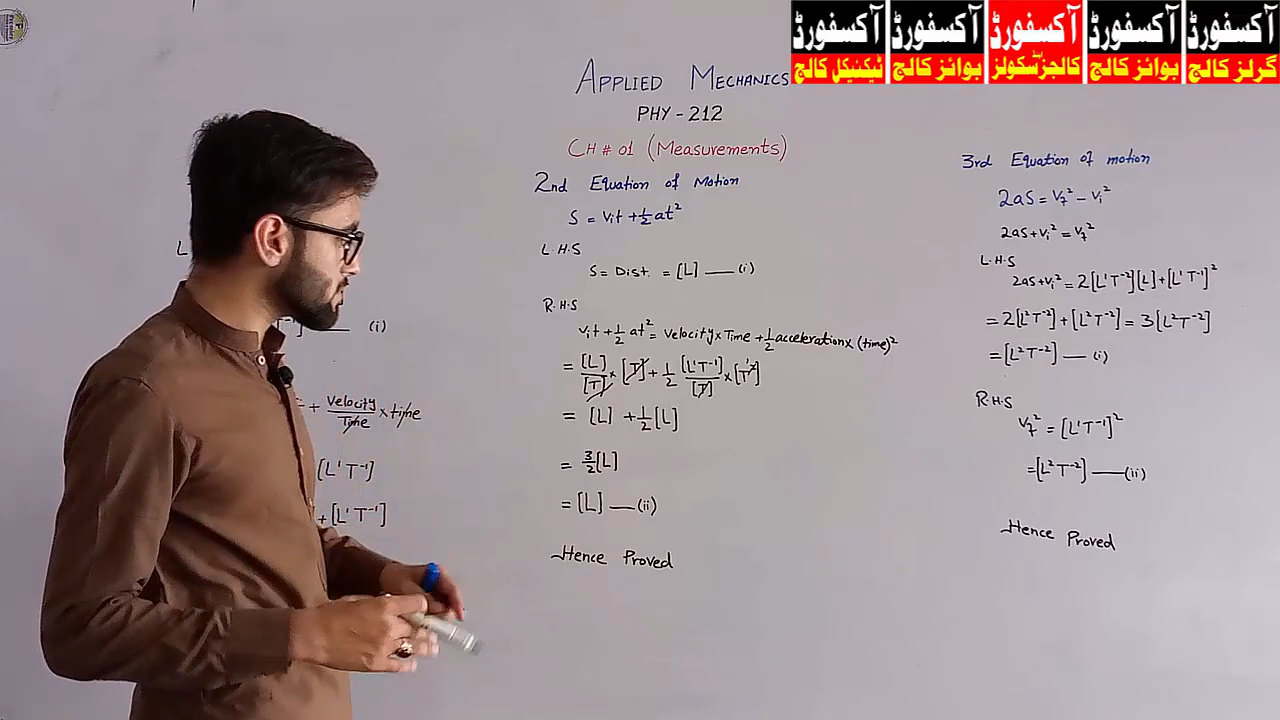 آکسفورڈ ٹیکنیکل کالج
آکسفورڈ بوائز کالج
آکسفورڈ کالجز اینڈ سکولز
آکسفورڈ بوائز کالج
آکسفورڈ گرلز کالج
APPLIED MECHANICS
PHY-212
CH # 01 (Measurements)
L
T⁻¹] —— (i)
= + Velocity/Time × time
[L¹T⁻¹]
+ [L¹T⁻¹]
2nd Equation of Motion
S = Vit + 1/2 at²
L.H.S
S = Dist. = [L] —— (i)
R.H.S
Vit + 1/2 at² = Velocity × Time + 1/2 acceleration × (time)²
= [L]/[T] × [T] + 1/2 [L¹T⁻¹]/[T] × [T²]
= [L] + 1/2 [L]
= 3/2 [L]
= [L] —— (ii)
Hence Proved
3rd Equation of motion
2aS = Vf² − Vi²
2aS + Vi² = Vf²
L.H.S
2aS + Vi² = 2[L¹T⁻²][L] + [L¹T⁻¹]²
= 2[L²T⁻²] + [L²T⁻²] = 3[L²T⁻²]
= [L²T⁻²] —— (i)
R.H.S
Vf² = [L¹T⁻¹]²
= [L²T⁻²] —— (ii)
Hence Proved